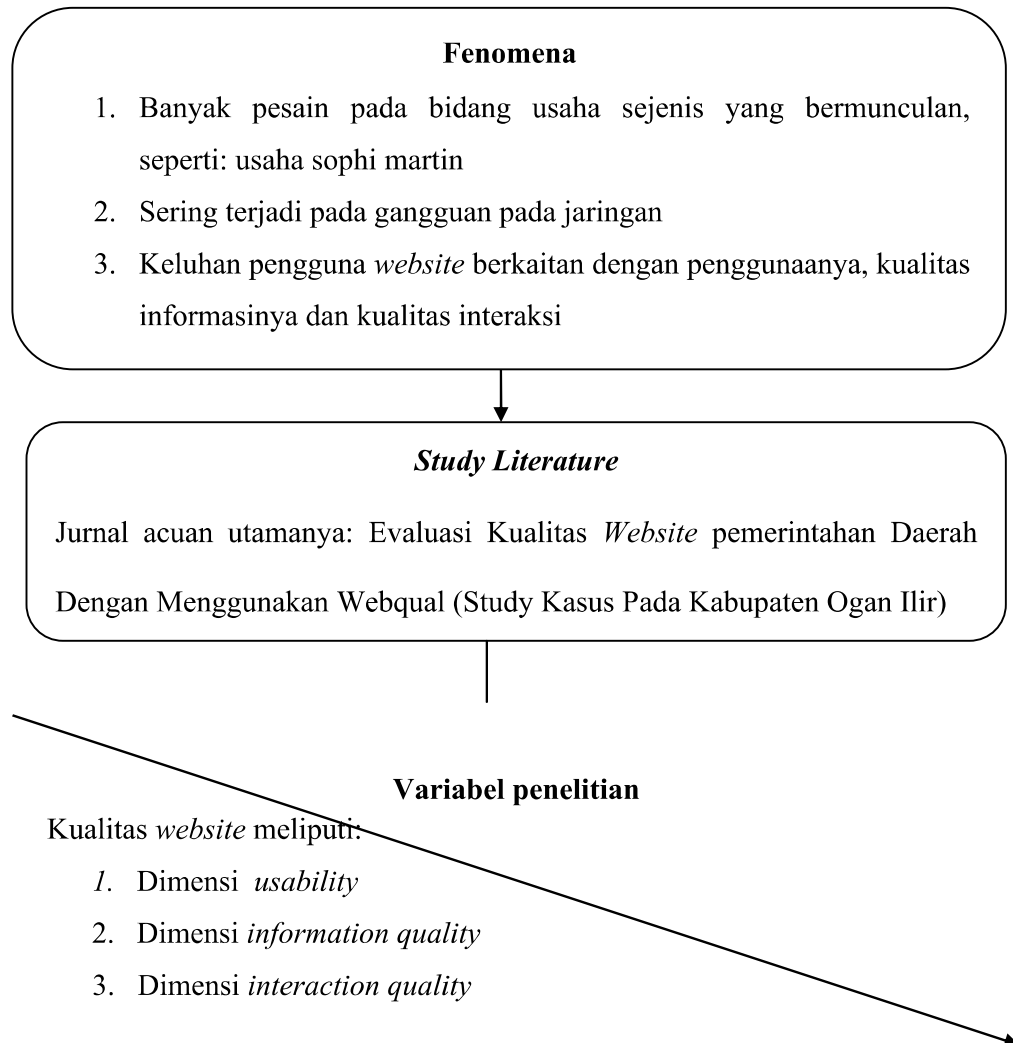 Fenomena
1. Banyak pesain pada bidang usaha sejenis yang bermunculan,
seperti: usaha sophi martin
2. Sering terjadi pada gangguan pada jaringan
3. Keluhan pengguna website berkaitan dengan penggunaanya, kualitas
informasinya dan kualitas interaksi
Study Literature
Jurnal acuan utamanya: Evaluasi Kualitas Website pemerintahan Daerah
Dengan Menggunakan Webqual (Study Kasus Pada Kabupaten Ogan Ilir)
Variabel penelitian
Kualitas website meliputi:
1. Dimensi usability
2. Dimensi information quality
3. Dimensi interaction quality